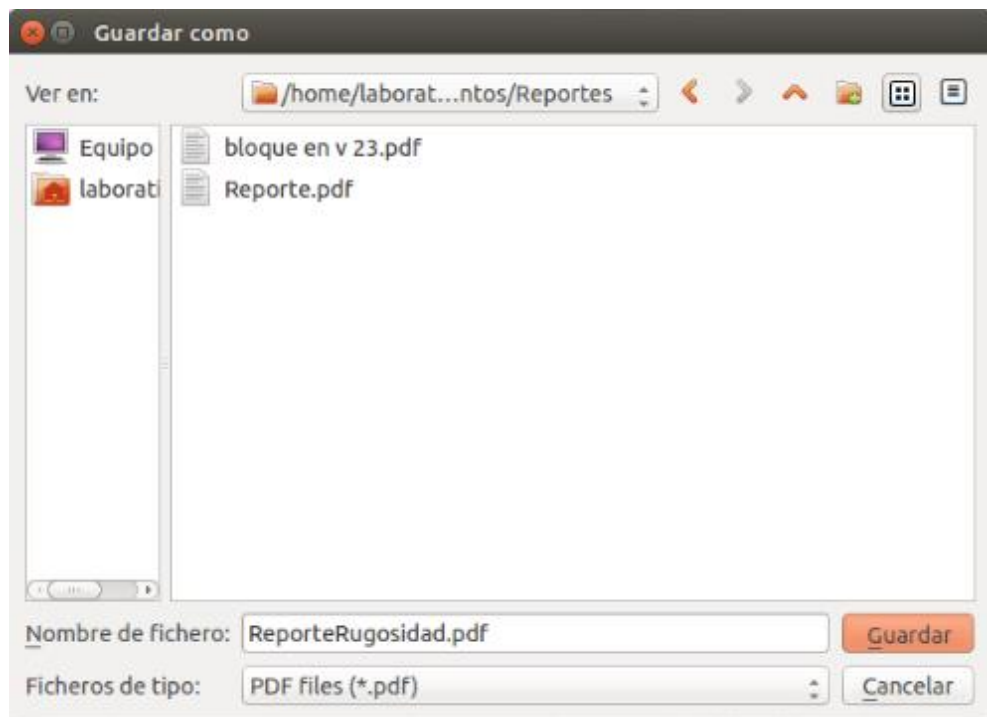 Guardar como
Ver en:
/home/laborat...ntos/Reportes
Equipo
laborati
bloque en v 23.pdf
Reporte.pdf
Nombre de fichero:
ReporteRugosidad.pdf
Guardar
Ficheros de tipo:
PDF files (*.pdf)
Cancelar